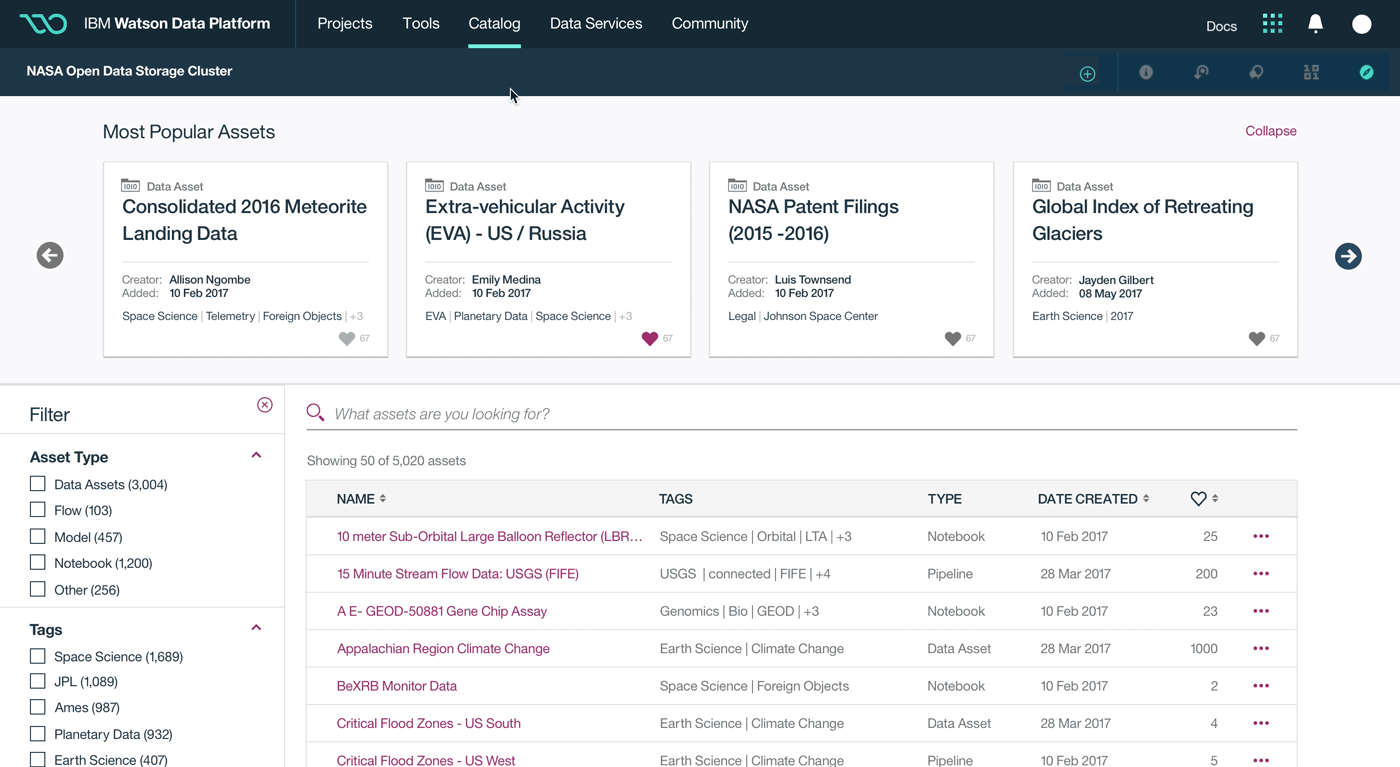 IBM Watson Data Platform
Projects Tools Catalog Data Services Community
Docs
NASA Open Data Storage Cluster
Most Popular Assets
Collapse
Data Asset
Consolidated 2016 Meteorite
Landing Data
Creator: Allison Ngombe
Added: 10 Feb 2017
Space Science | Telemetry | Foreign Objects | +3
67
Data Asset
Extra-vehicular Activity
(EVA) - US / Russia
Creator: Emily Medina
Added: 10 Feb 2017
EVA | Planetary Data | Space Science | +3
67
Data Asset
NASA Patent Filings
(2015 -2016)
Creator: Luis Townsend
Added: 10 Feb 2017
Legal | Johnson Space Center
67
Data Asset
Global Index of Retreating
Glaciers
Creator: Jayden Gilbert
Added: 08 May 2017
Earth Science | 2017
67
Filter
Asset Type
Data Assets (3,004)
Flow (103)
Model (457)
Notebook (1,200)
Other (256)
Tags
Space Science (1,689)
JPL (1,089)
Ames (987)
Planetary Data (932)
Earth Science (407)
What assets are you looking for?
Showing 50 of 5,020 assets
NAME TAGS TYPE DATE CREATED
10 meter Sub-Orbital Large Balloon Reflector (LBR... Space Science | Orbital | LTA | +3 Notebook 10 Feb 2017 25
15 Minute Stream Flow Data: USGS (FIFE) USGS | connected | FIFE | +4 Pipeline 28 Mar 2017 200
A E- GEOD-50881 Gene Chip Assay Genomics | Bio | GEOD | +3 Notebook 10 Feb 2017 23
Appalachian Region Climate Change Earth Science | Climate Change Data Asset 28 Mar 2017 1000
BeXRB Monitor Data Space Science | Foreign Objects Notebook 10 Feb 2017 2
Critical Flood Zones - US South Earth Science | Climate Change Data Asset 28 Mar 2017 4
Critical Flood Zones - US West Earth Science | Climate Change Pipeline 10 Feb 2017 5